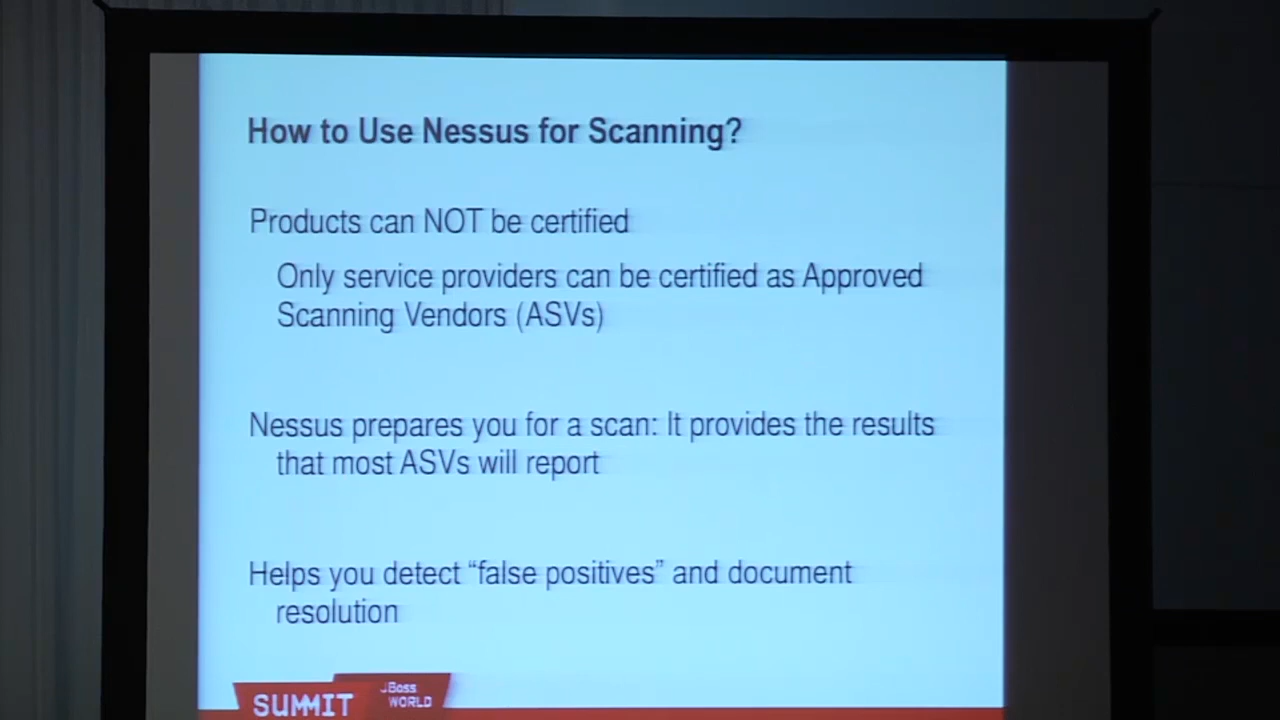 How to Use Nessus for Scanning?
Products can NOT be certified
Only service providers can be certified as Approved
Scanning Vendors (ASVs)
Nessus prepares you for a scan: It provides the results
that most ASVs will report
Helps you detect “false positives” and document
resolution
SUMMIT
JBoss
WORLD